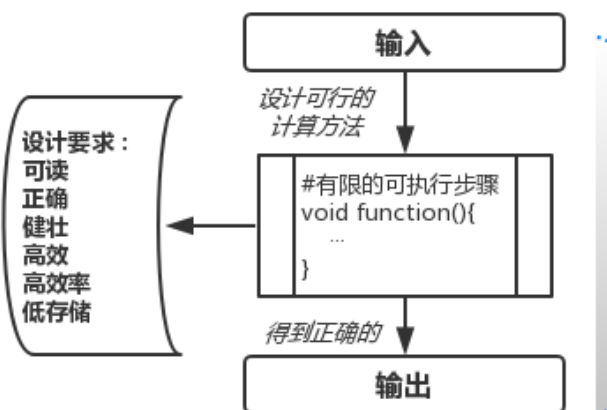 输入
设计可行的
计算方法
设计要求：
可读
正确
健壮
高效
高效率
低存储
#有限的可执行步骤
void function(){
...
}
得到正确的
输出